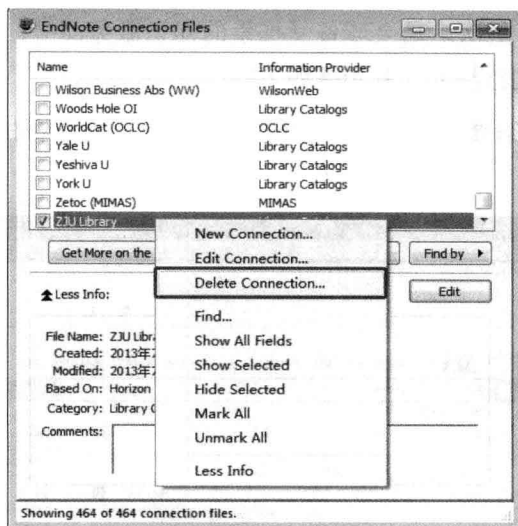 EndNote Connection Files
Name Information Provider
Wilson Business Abs (WW) WilsonWeb
Woods Hole OI Library Catalogs
WorldCat (OCLC) OCLC
Yale U Library Catalogs
Yeshiva U Library Catalogs
York U Library Catalogs
Zetoc (MIMAS) MIMAS
ZJU Library
New Connection...
Edit Connection...
Delete Connection...
Find...
Show All Fields
Show Selected
Hide Selected
Mark All
Unmark All
Less Info
Get More on the
Find by
Less Info:
Edit
File Name: ZJU Libr
Created: 2013年
Modified: 2013年
Based On: Horizon
Category: Library
Comments:
Showing 464 of 464 connection files.